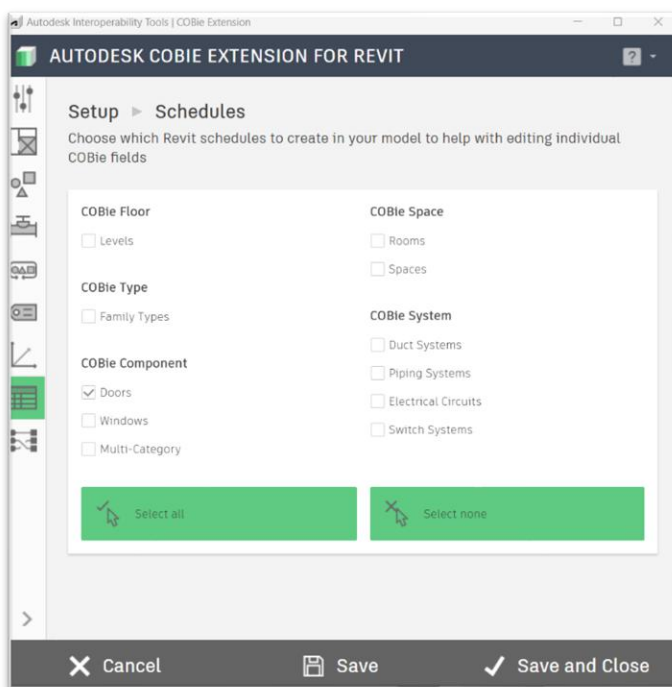 Autodesk Interoperability Tools | COBie Extension
AUTODESK COBIE EXTENSION FOR REVIT
?
Setup ► Schedules
Choose which Revit schedules to create in your model to help with editing individual
COBie fields
COBie Floor
Levels
COBie Type
Family Types
COBie Component
Doors
Windows
Multi-Category
COBie Space
Rooms
Spaces
COBie System
Duct Systems
Piping Systems
Electrical Circuits
Switch Systems
Select all
Select none
Cancel
Save
Save and Close